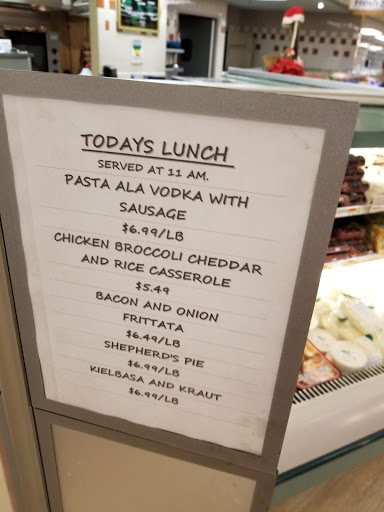 TODAYS LUNCH
SERVED AT 11 AM.
PASTA ALA VODKA WITH
SAUSAGE
$6.99/LB
CHICKEN BROCCOLI CHEDDAR
AND RICE CASSEROLE
$5.49
BACON AND ONION
FRITTATA
$6.49/LB
SHEPHERD'S PIE
$6.99/LB
KIELBASA AND KRAUT
$6.99/LB